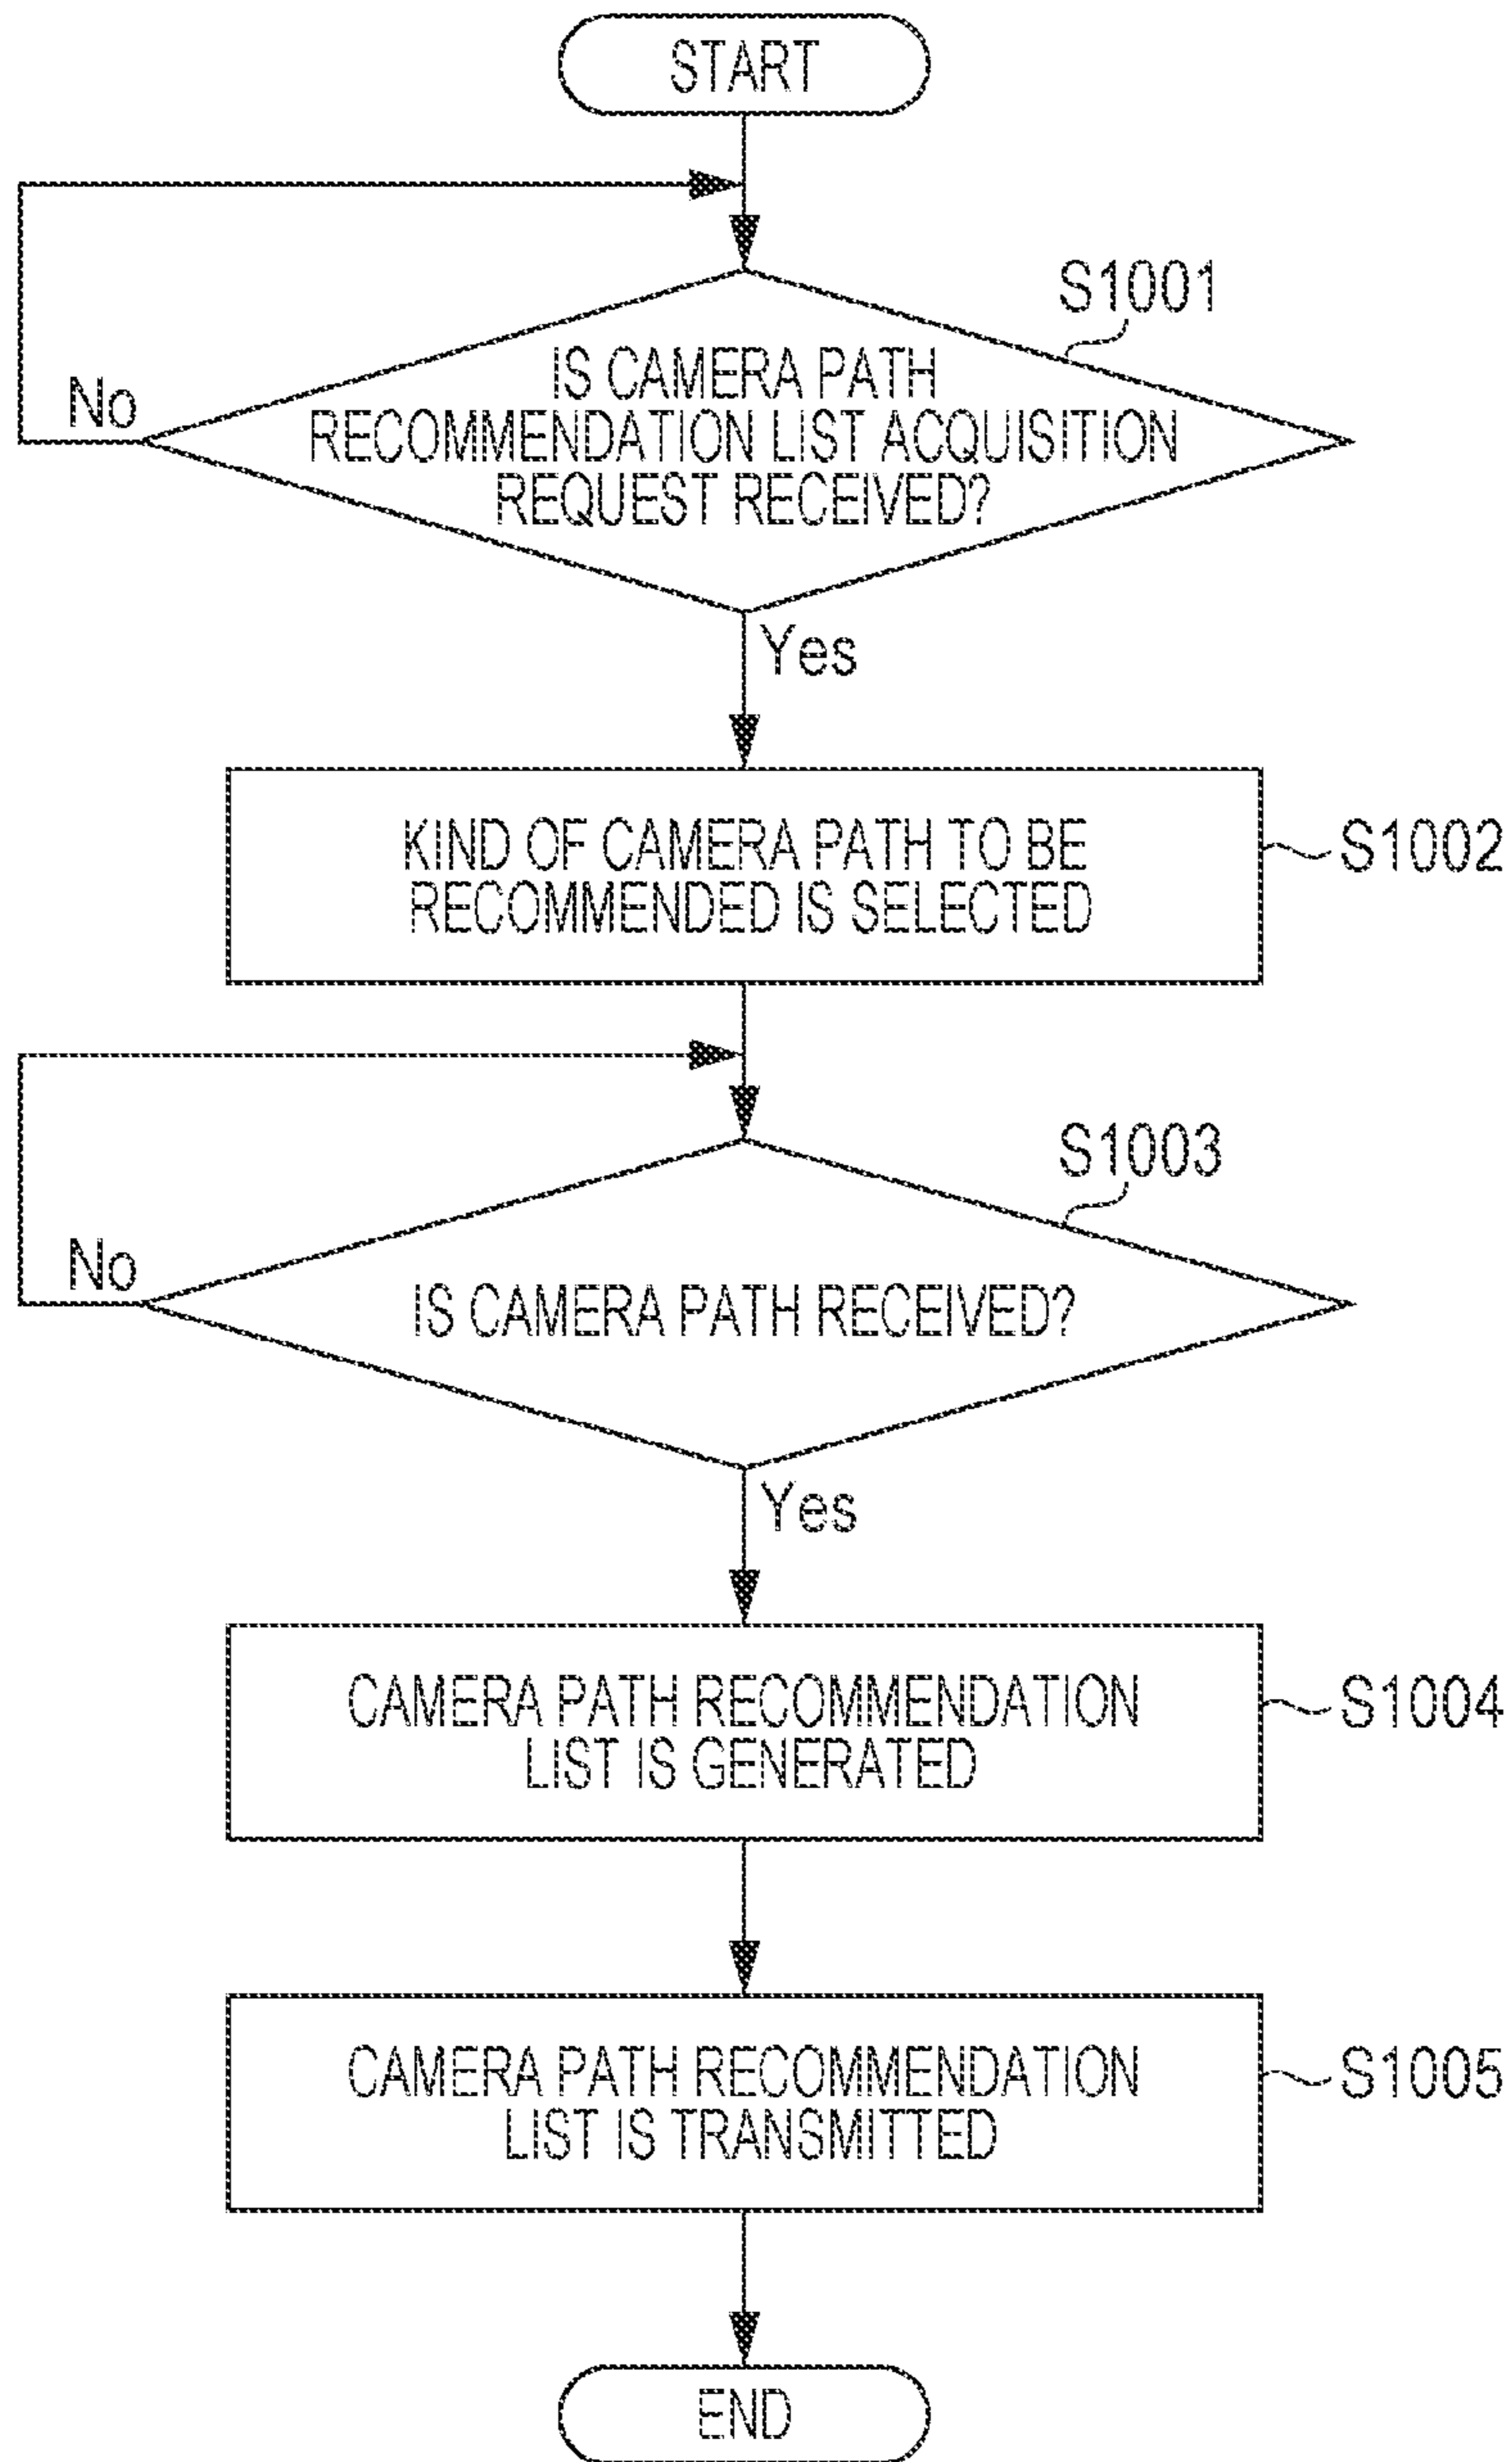 START
S1001
IS CAMERA PATH
RECOMMENDATION LIST ACQUISITION
REQUEST RECEIVED?
No
Yes
KIND OF CAMERA PATH TO BE
RECOMMENDED IS SELECTED
S1002
S1003
IS CAMERA PATH RECEIVED?
No
Yes
CAMERA PATH RECOMMENDATION
LIST IS GENERATED
S1004
CAMERA PATH RECOMMENDATION
LIST IS TRANSMITTED
S1005
END